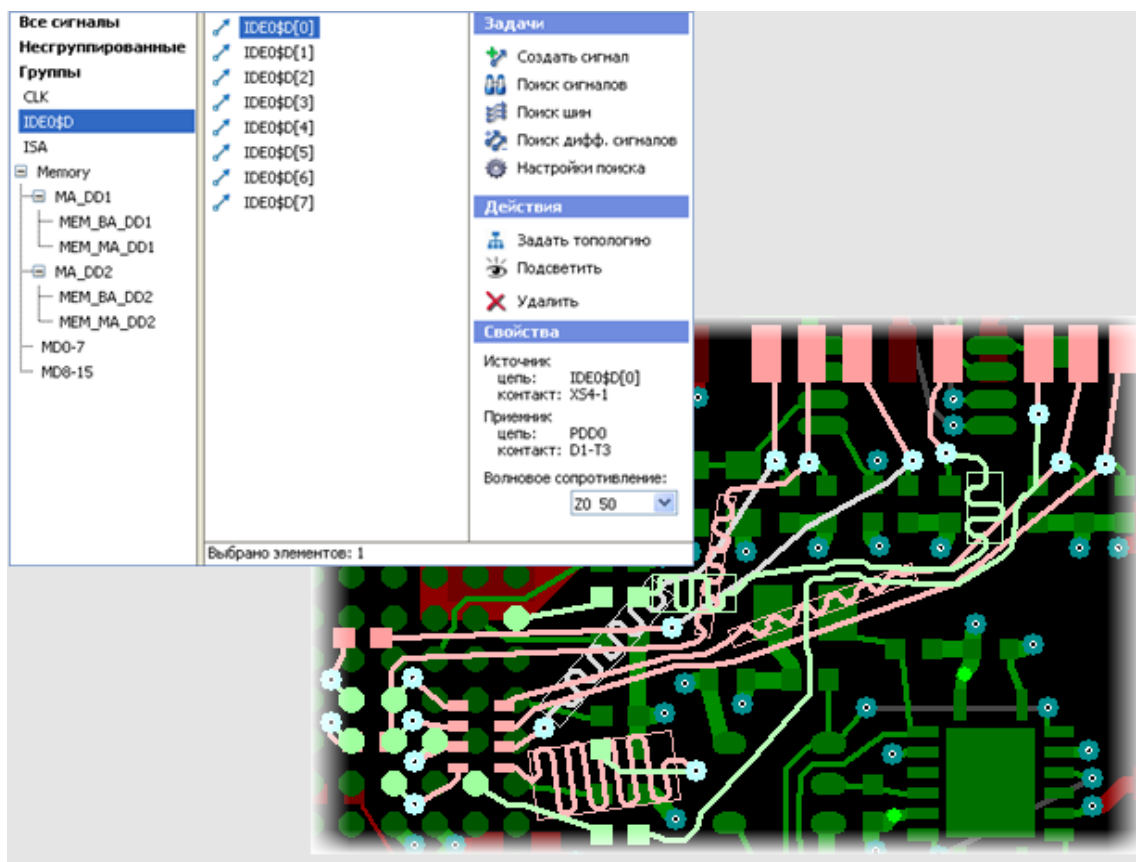 Все сигналы
Несгруппированные
Группы
CLK
IDE0$D
ISA
Memory
MA_DD1
MEM_BA_DD1
MEM_MA_DD1
MA_DD2
MEM_BA_DD2
MEM_MA_DD2
MD0-7
MD8-15
IDE0$D[0]
IDE0$D[1]
IDE0$D[2]
IDE0$D[3]
IDE0$D[4]
IDE0$D[5]
IDE0$D[6]
IDE0$D[7]
Выбрано элементов: 1
Задачи
Создать сигнал
Поиск сигналов
Поиск шин
Поиск дифф. сигналов
Настройки поиска
Действия
Задать топологию
Подсветить
Удалить
Свойства
Источник
цепь: IDE0$D[0]
контакт: XS4-1
Приемник
цепь: PDD0
контакт: D1-T3
Волновое сопротивление:
Z0 50